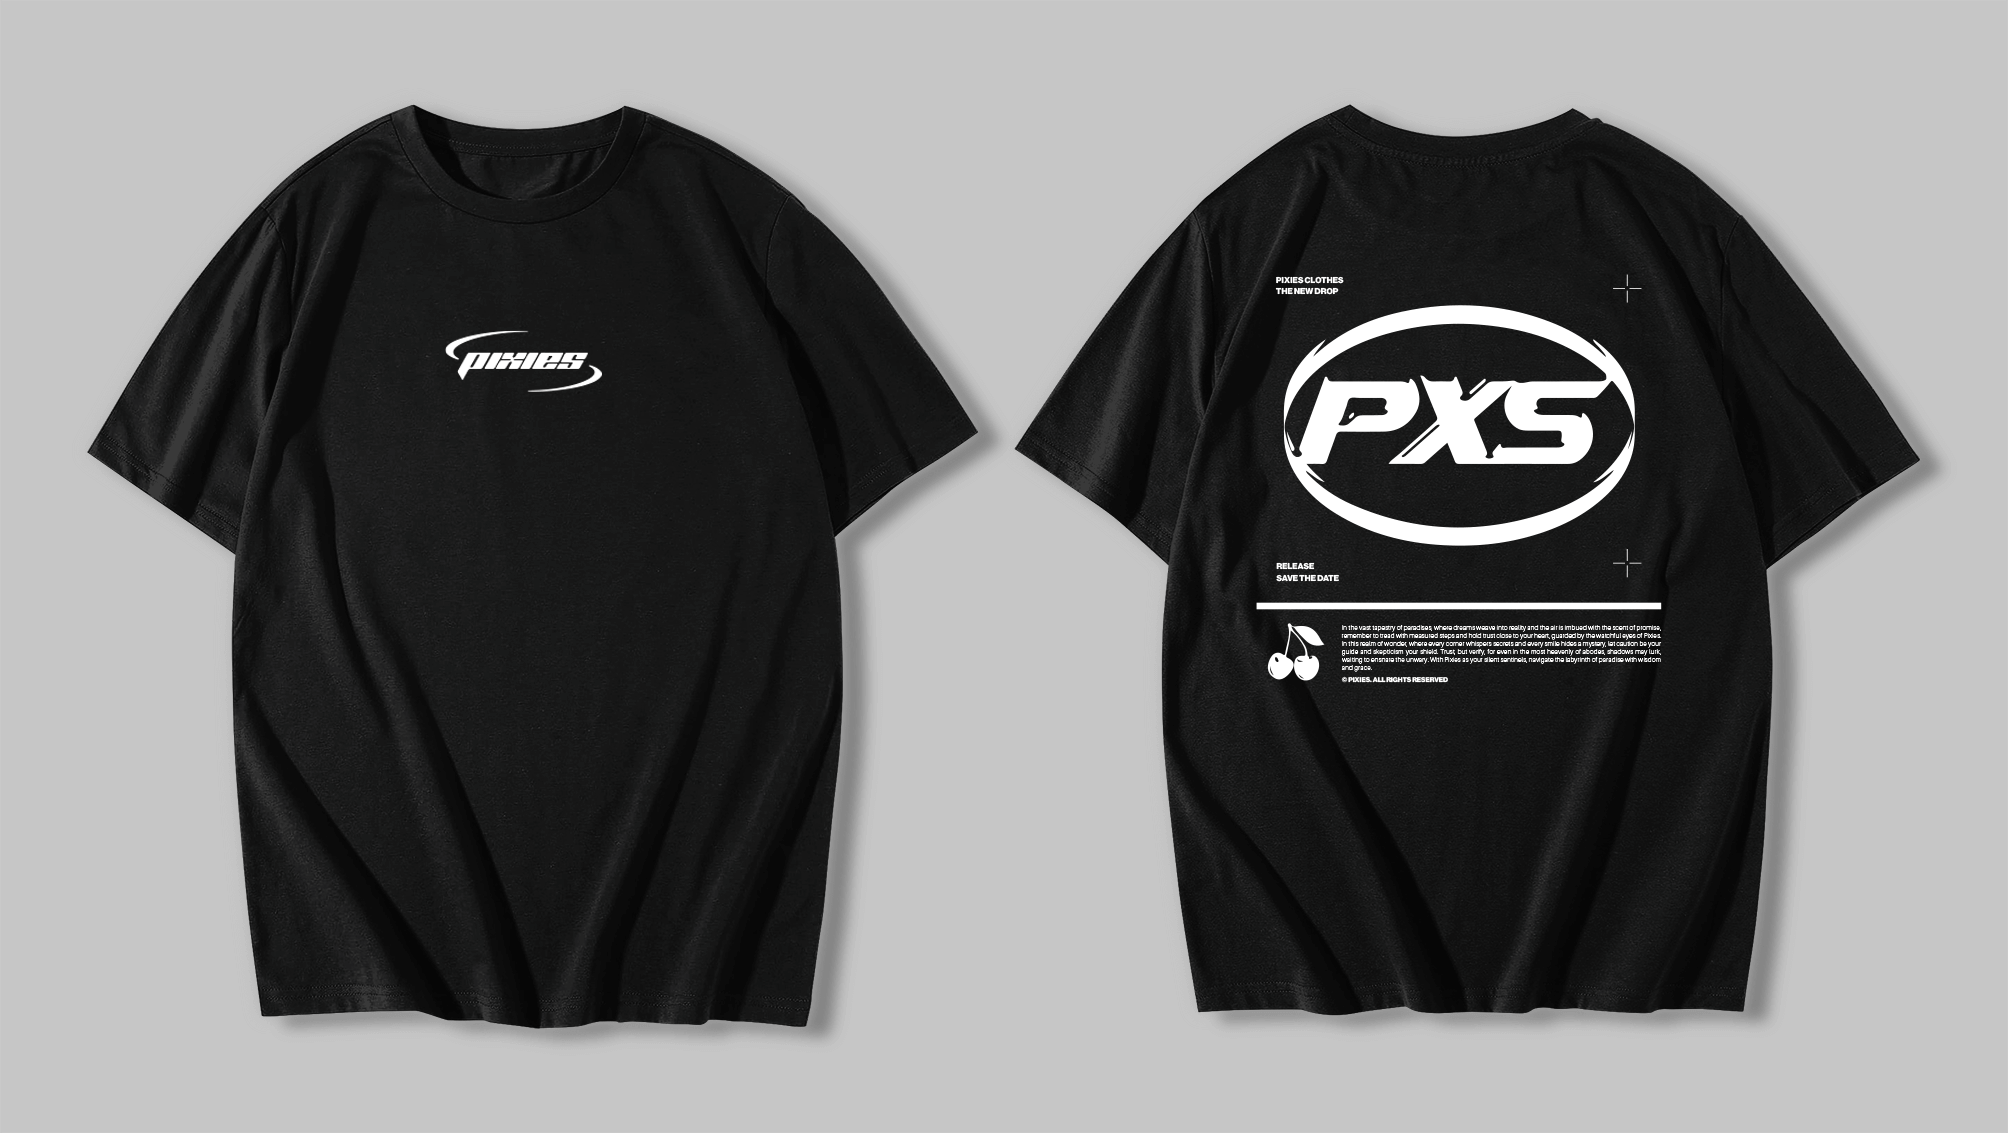 pixies
PIXIES CLOTHES
THE NEW DROP
PXS
RELEASE
SAVE THE DATE
In the vast tapestry of paradises, where dreams weave into reality and the air is imbued with the scent of promise,
remember to tread with measured steps and hold trust close to your heart, guarded by the watchful eyes of Pixies.
In this realm of wonder, where every corner whispers secrets and every smile hides a mystery, let caution be your
guide and skepticism your shield. Trust, but verify, for even in the most heavenly of abodes, shadows may lurk,
waiting to ensnare the unwary. With Pixies as your silent sentinels, navigate the labyrinth of paradise with wisdom
and grace.
© PIXIES. ALL RIGHTS RESERVED